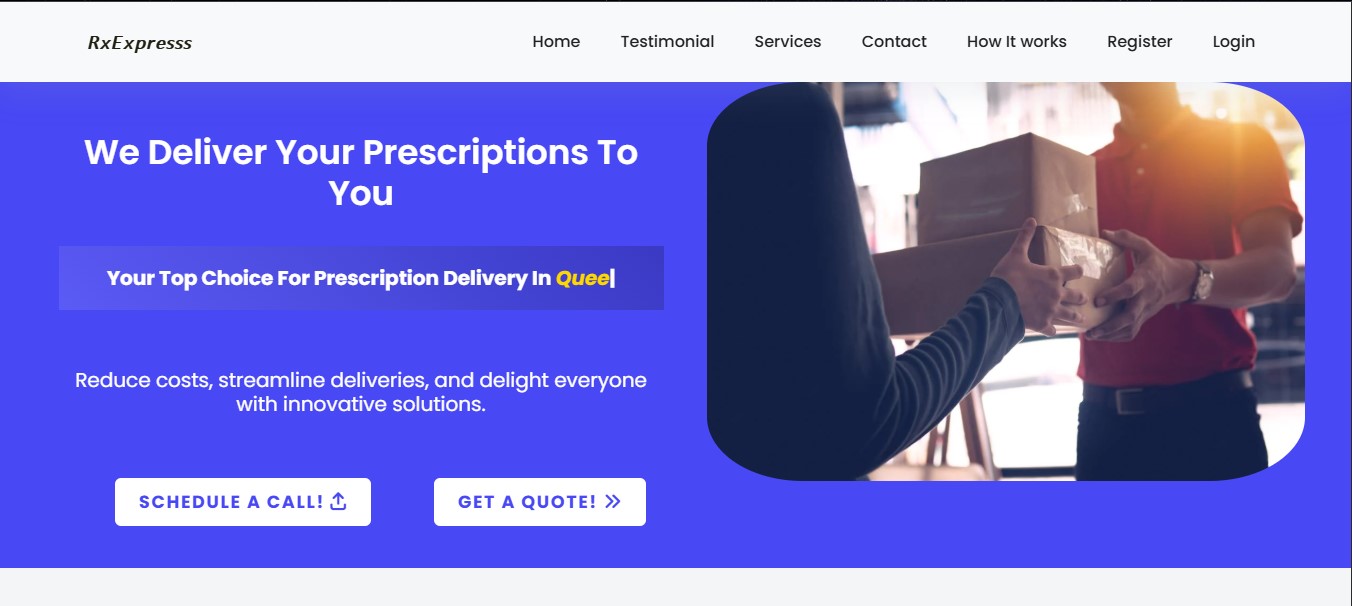 RxExpresss
Home Testimonial Services Contact How It works Register Login
We Deliver Your Prescriptions To
You
Your Top Choice For Prescription Delivery In Quee
Reduce costs, streamline deliveries, and delight everyone
with innovative solutions.
SCHEDULE A CALL! GET A QUOTE!